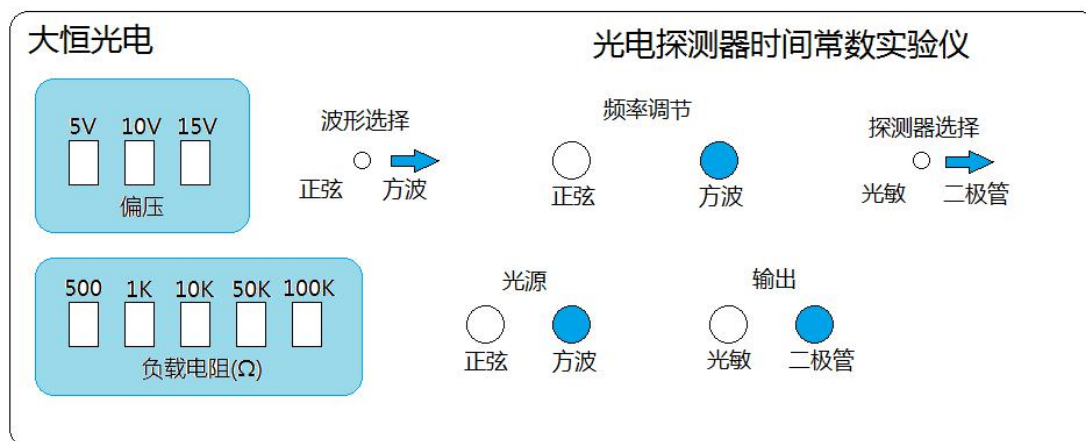 大恒光电
光电探测器时间常数实验仪
5V 10V 15V
偏压
波形选择
正弦 方波
频率调节
正弦 方波
探测器选择
光敏 二极管
500 1K 10K 50K 100K
负载电阻(Ω)
光源
正弦 方波
输出
光敏 二极管